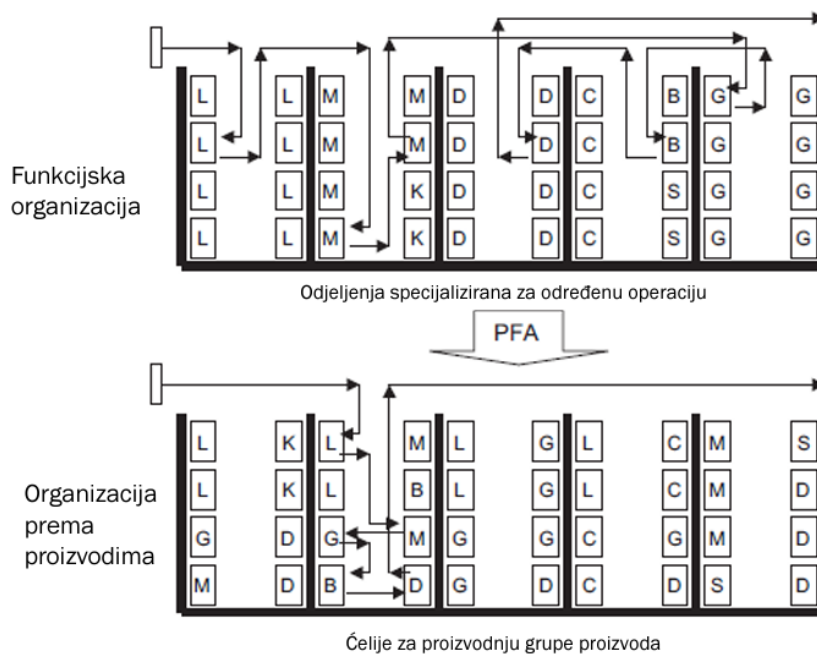 L L M M D D C B G G
L L M M D D C B G G
Funkcijska
organizacija
L L M K D D C S G G
L L M K D D C S G G
Odjeljenja specijalizirana za određenu operaciju
PFA
L K L M L G L C M S
L K L B L G L C M D
Organizacija
prema
proizvodima
G D G M G G C G M D
M D B D G D C D S D
Ćelije za proizvodnju grupe proizvoda